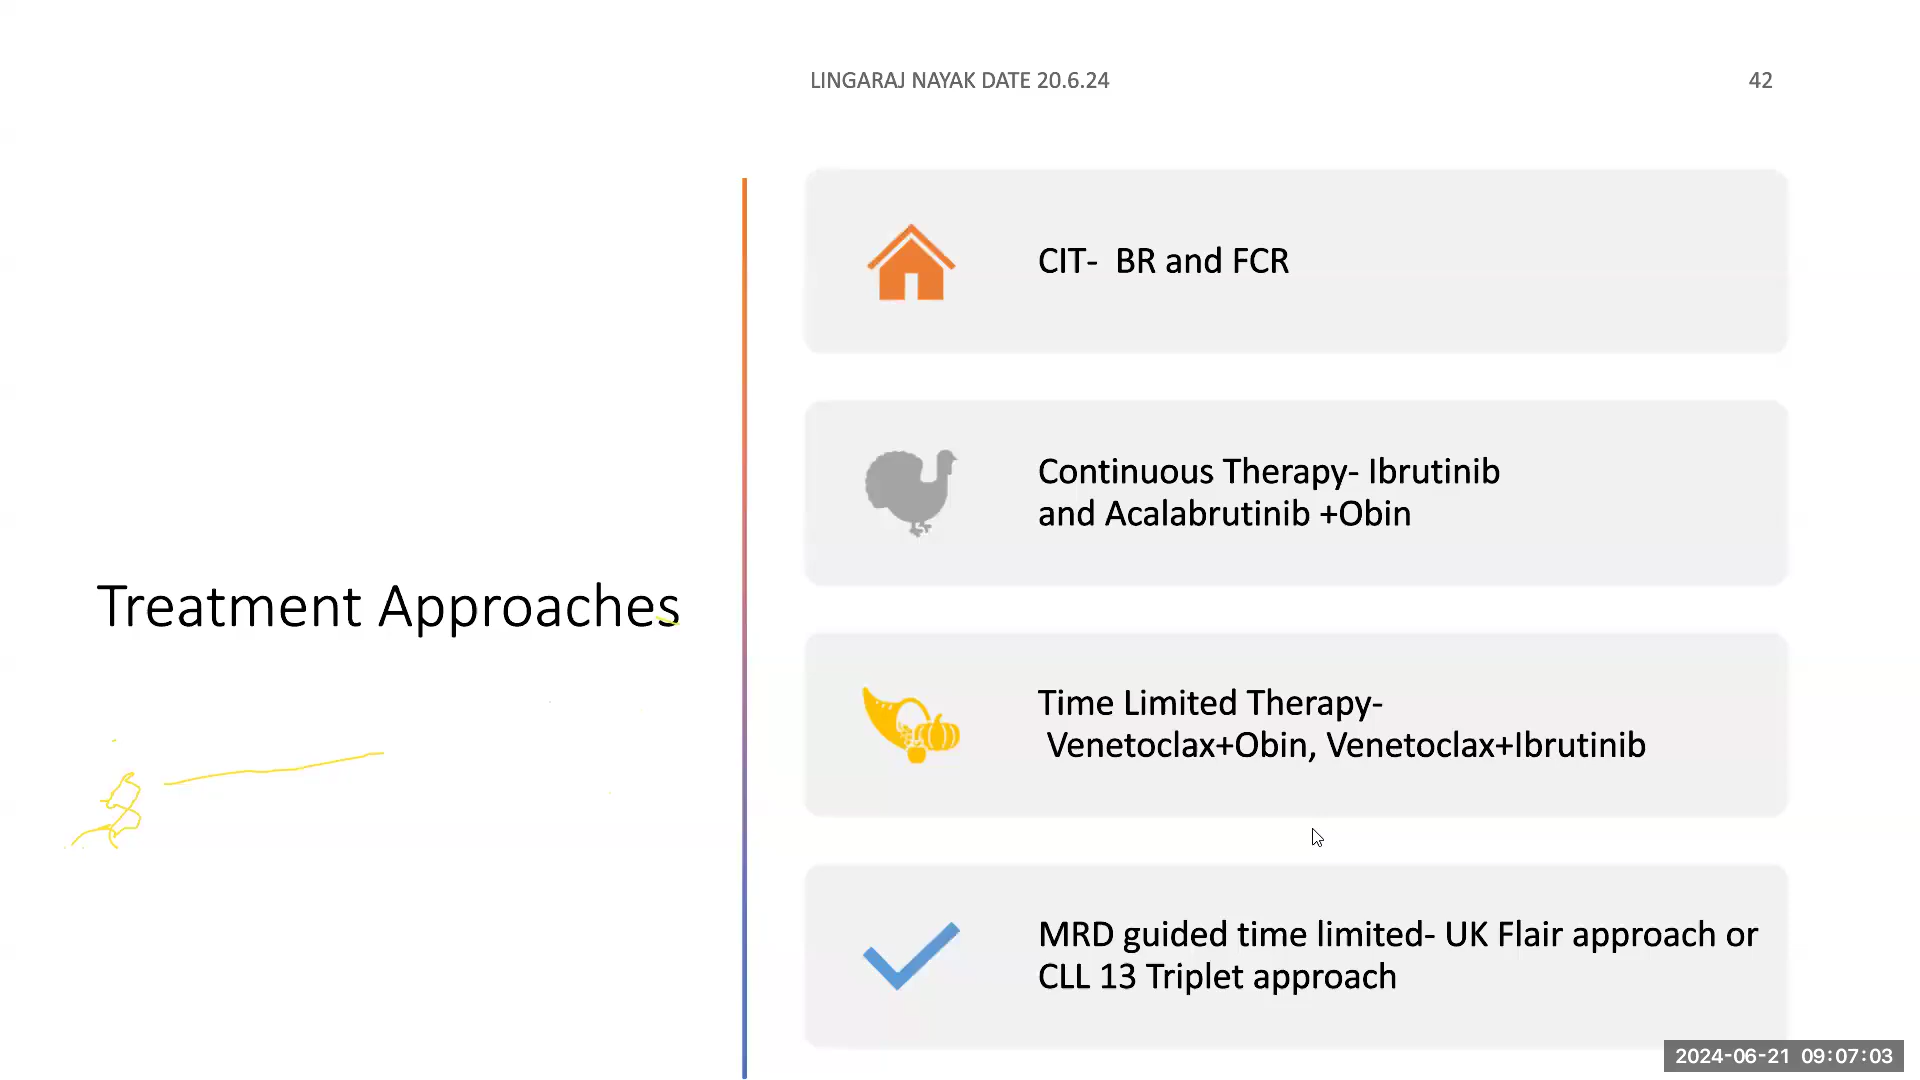 LINGARAJ NAYAK DATE 20.6.24
42
Treatment Approaches
CIT-  BR and FCR
Continuous Therapy- Ibrutinib
and Acalabrutinib +Obin
Time Limited Therapy-
Venetoclax+Obin, Venetoclax+Ibrutinib
MRD guided time limited- UK Flair approach or
CLL 13 Triplet approach
2024-06-21 09:07:03